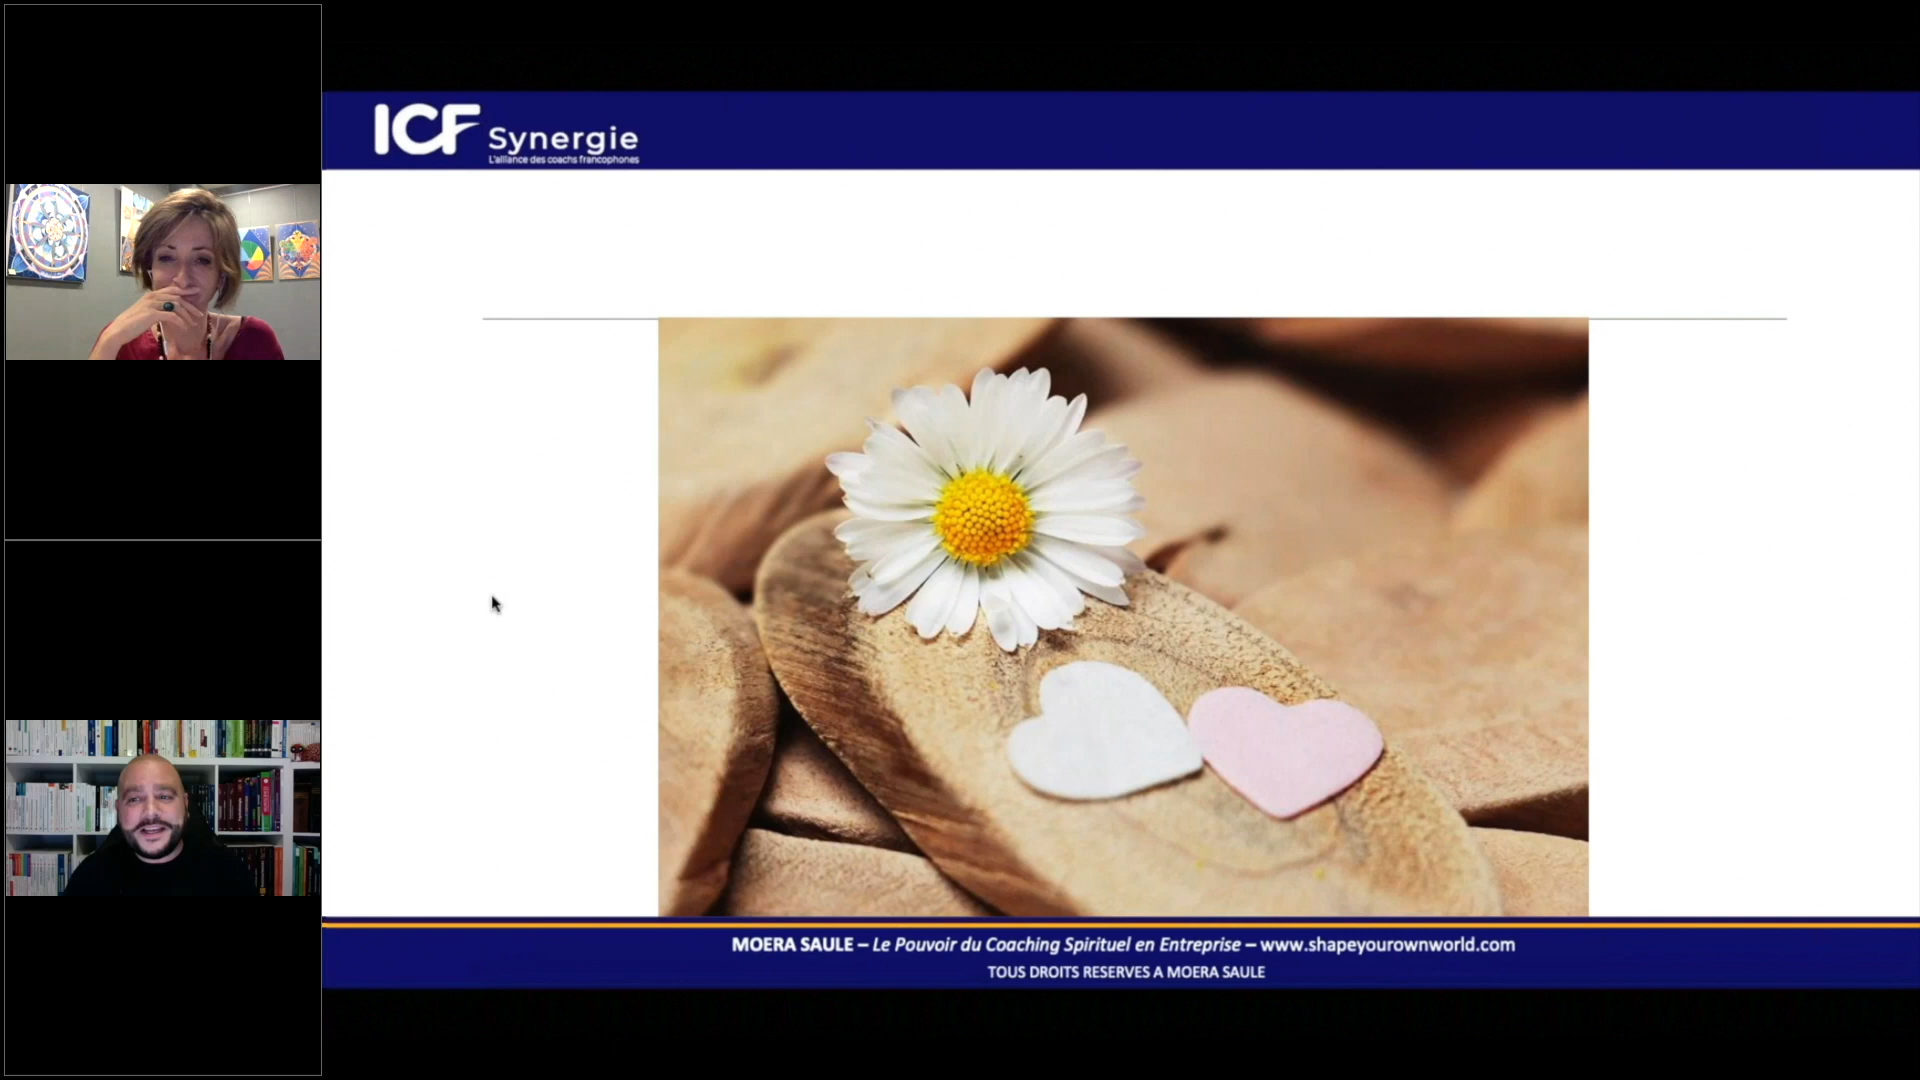 ICF Synergie
L'alliance des coachs francophones
MOERA SAULE – Le Pouvoir du Coaching Spirituel en Entreprise – www.shapeyourownworld.com
TOUS DROITS RESERVES A MOERA SAULE